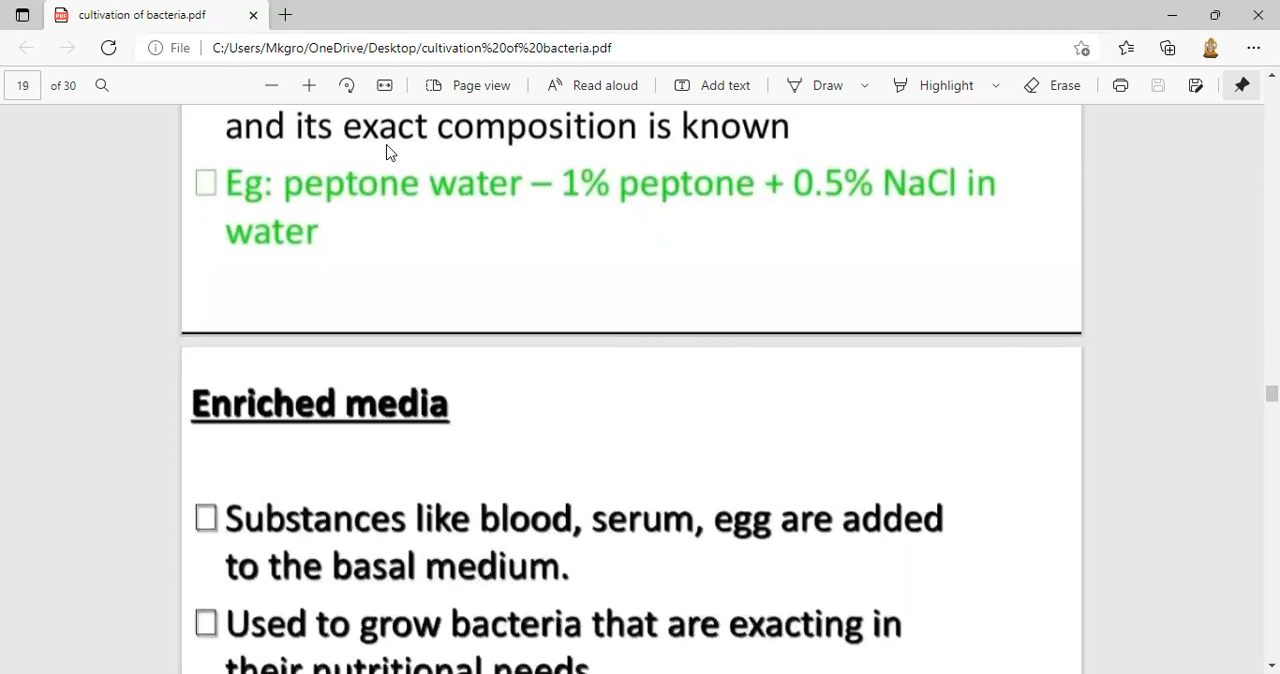 cultivation of bacteria.pdf
File C:/Users/Mkgro/OneDrive/Desktop/cultivation%20of%20bacteria.pdf
19 of 30 Page view Read aloud Add text Draw Highlight Erase
and its exact composition is known
Eg: peptone water – 1% peptone + 0.5% NaCl in
water
Enriched media
Substances like blood, serum, egg are added
to the basal medium.
Used to grow bacteria that are exacting in
their nutritional needs